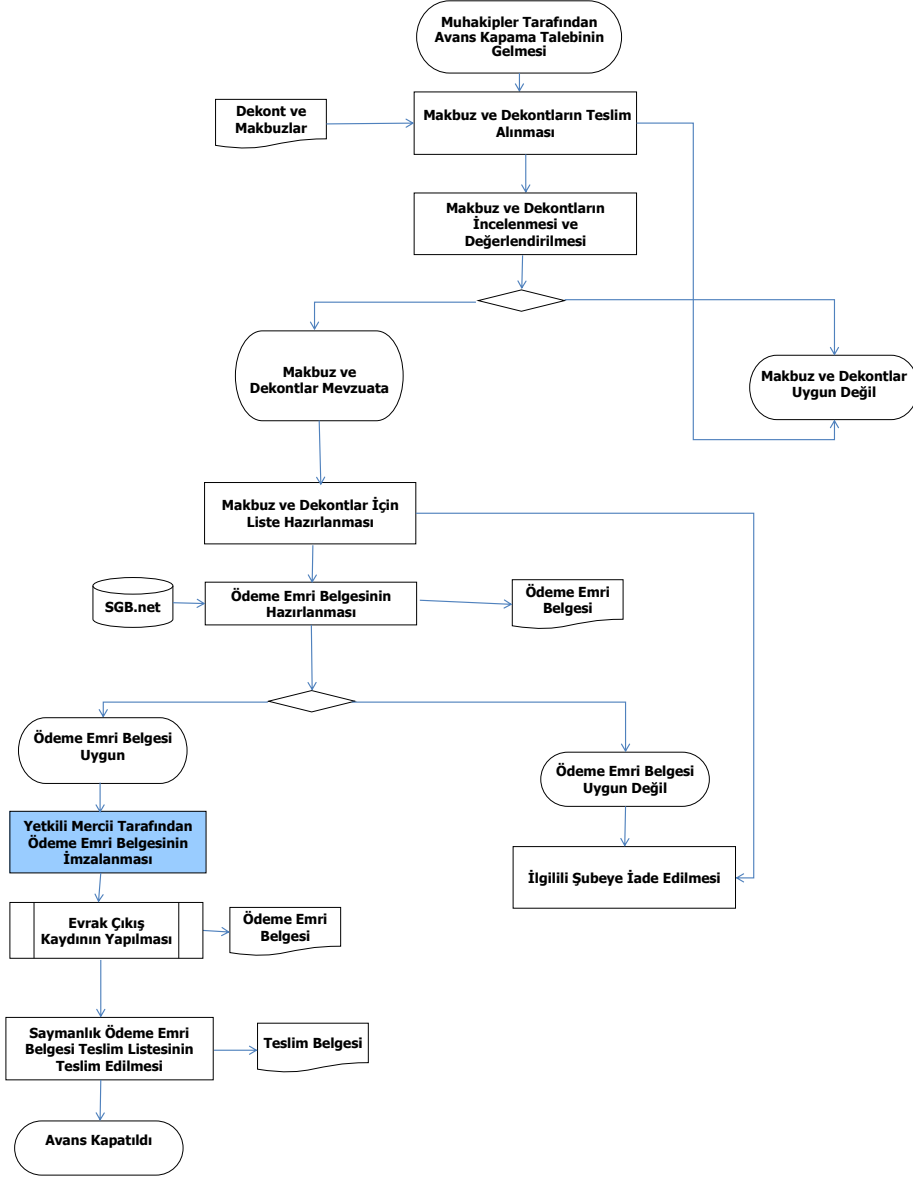 Muhakipler Tarafından
Avans Kapama Talebinin
Gelmesi
Dekont ve
Makbuzlar
Makbuz ve Dekontların Teslim
Alınması
Makbuz ve Dekontların
İncelenmesi ve
Değerlendirilmesi
Makbuz ve
Dekontlar Mevzuata
Makbuz ve Dekontlar
Uygun Değil
Makbuz ve Dekontlar İçin
Liste Hazırlanması
SGB.net
Ödeme Emri Belgesinin
Hazırlanması
Ödeme Emri
Belgesi
Ödeme Emri Belgesi
Uygun
Ödeme Emri Belgesi
Uygun Değil
Yetkili Mercii Tarafından
Ödeme Emri Belgesinin
İmzalanması
İlgilili Şubeye İade Edilmesi
Evrak Çıkış
Kaydının Yapılması
Ödeme Emri
Belgesi
Saymanlık Ödeme Emri
Belgesi Teslim Listesinin
Teslim Edilmesi
Teslim Belgesi
Avans Kapatıldı